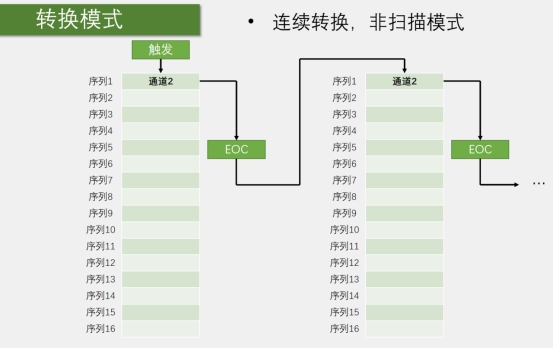 转换模式
• 连续转换，非扫描模式
触发
序列1 通道2
序列2
序列3
序列4
序列5
序列6
序列7
序列8
序列9
序列10
序列11
序列12
序列13
序列14
序列15
序列16
EOC
序列1 通道2
序列2
序列3
序列4
序列5
序列6
序列7
序列8
序列9
序列10
序列11
序列12
序列13
序列14
序列15
序列16
EOC
…